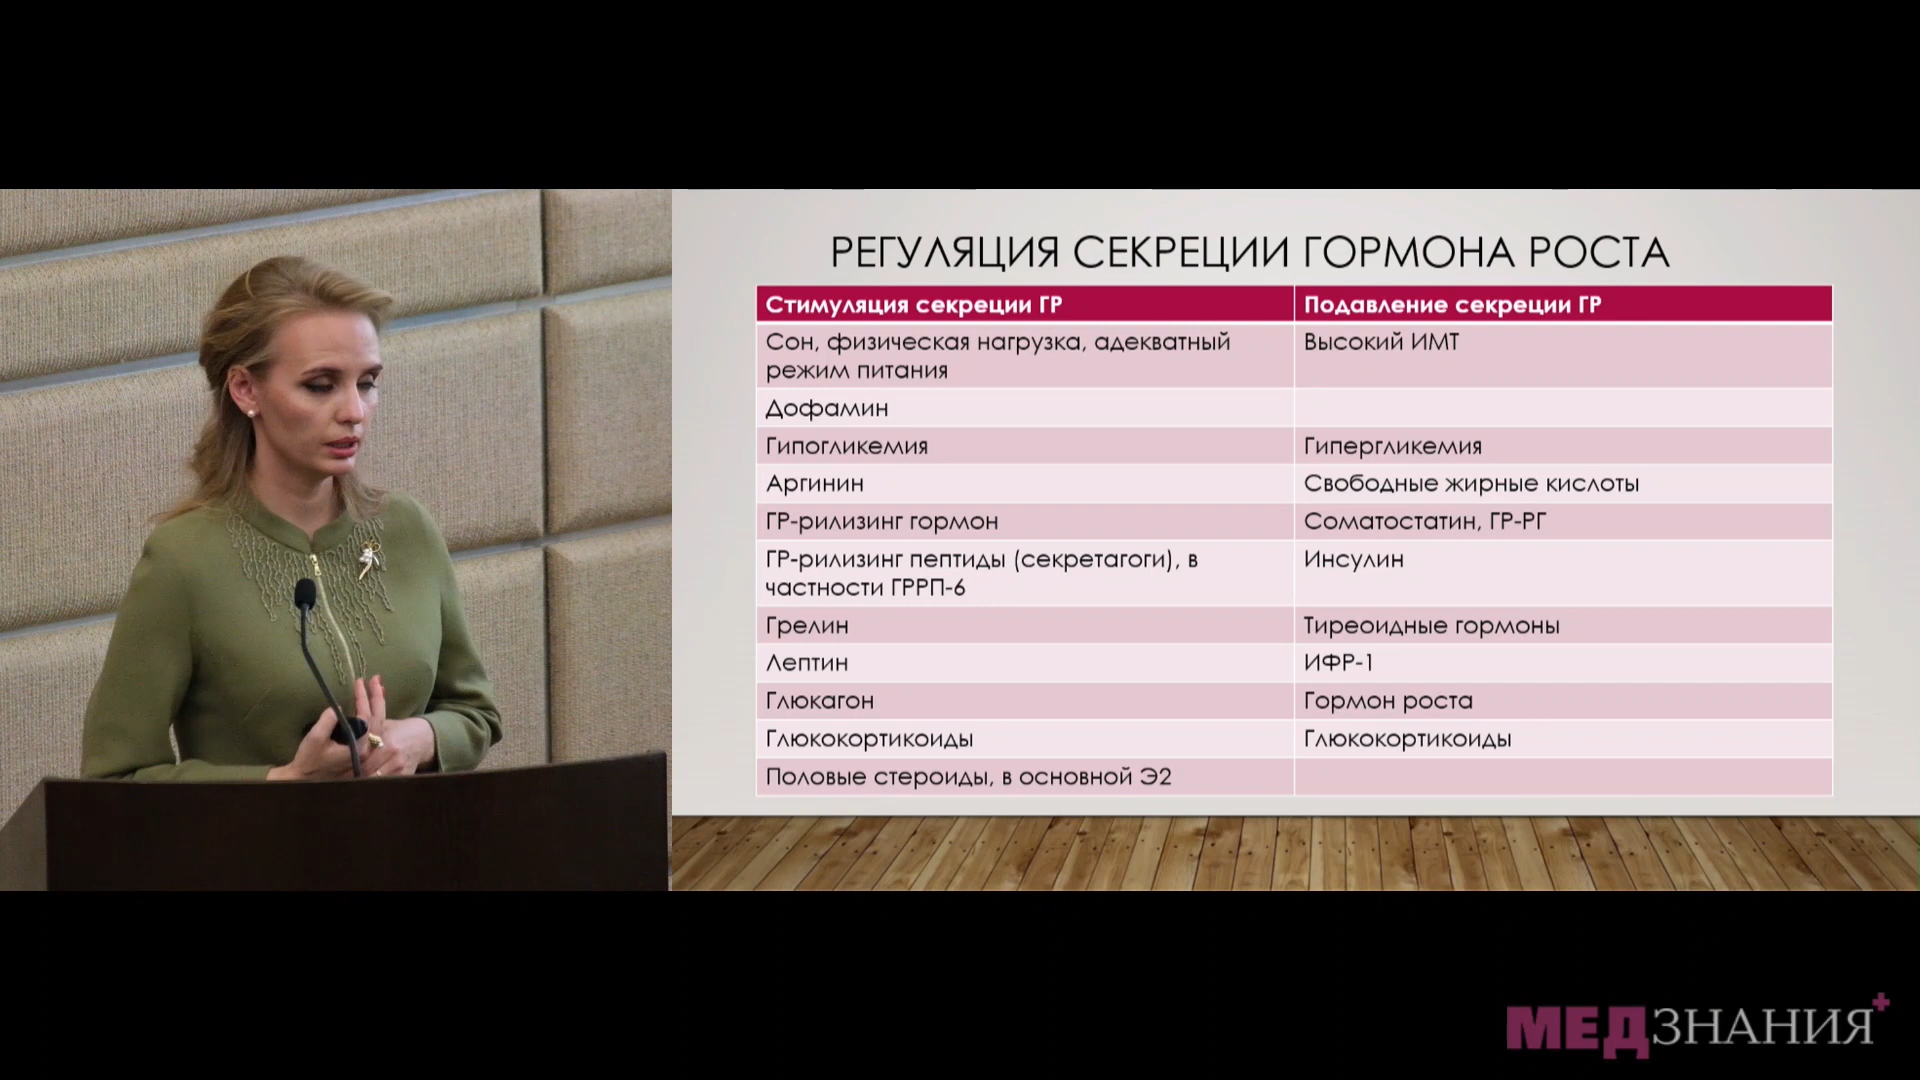 РЕГУЛЯЦИЯ СЕКРЕЦИИ ГОРМОНА РОСТА
Стимуляция секреции ГР
Подавление секреции ГР
Сон, физическая нагрузка, адекватный
режим питания
Высокий ИМТ
Дофамин
Гипогликемия
Гипергликемия
Аргинин
Свободные жирные кислоты
ГР-рилизинг гормон
Соматостатин, ГР-РГ
ГР-рилизинг пептиды (секретагоги), в
частности ГРРП-6
Инсулин
Грелин
Тиреоидные гормоны
Лептин
ИФР-1
Глюкагон
Гормон роста
Глюкокортикоиды
Глюкокортикоиды
Половые стероиды, в основной Э2
МЕДЗНАНИЯ+